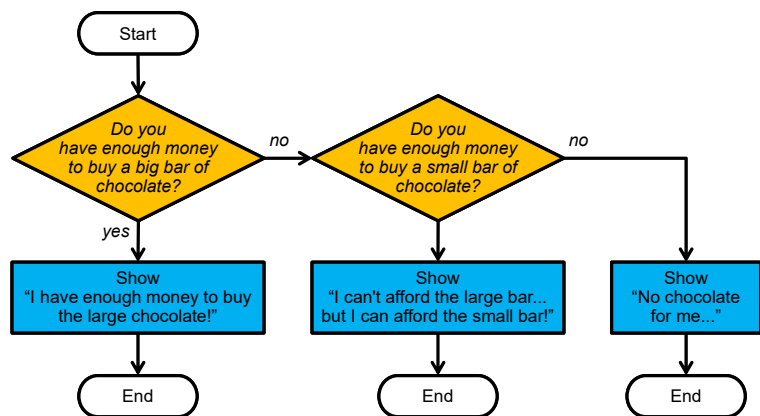 Start
Do you
have enough money
to buy a big bar of
chocolate?
no
Do you
have enough money
to buy a small bar of
chocolate?
no
yes
Show
“I have enough money to buy
the large chocolate!”
Show
“I can't afford the large bar...
but I can afford the small bar!”
Show
“No chocolate
for me...”
End
End
End